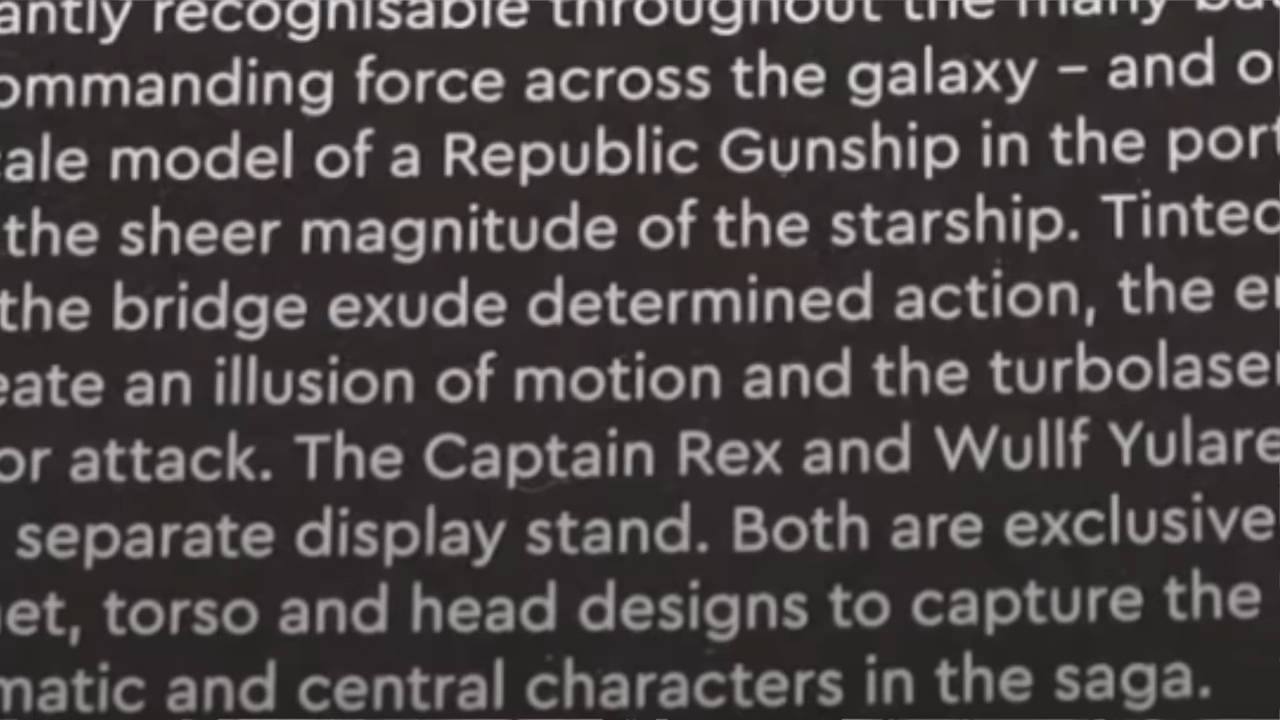 antly recognisable throughout the many ba
ommanding force across the galaxy – and o
cale model of a Republic Gunship in the port
the sheer magnitude of the starship. Tinted
the bridge exude determined action, the e
eate an illusion of motion and the turbolaser
or attack. The Captain Rex and Wullf Yulare
separate display stand. Both are exclusive
et, torso and head designs to capture the
matic and central characters in the saga.